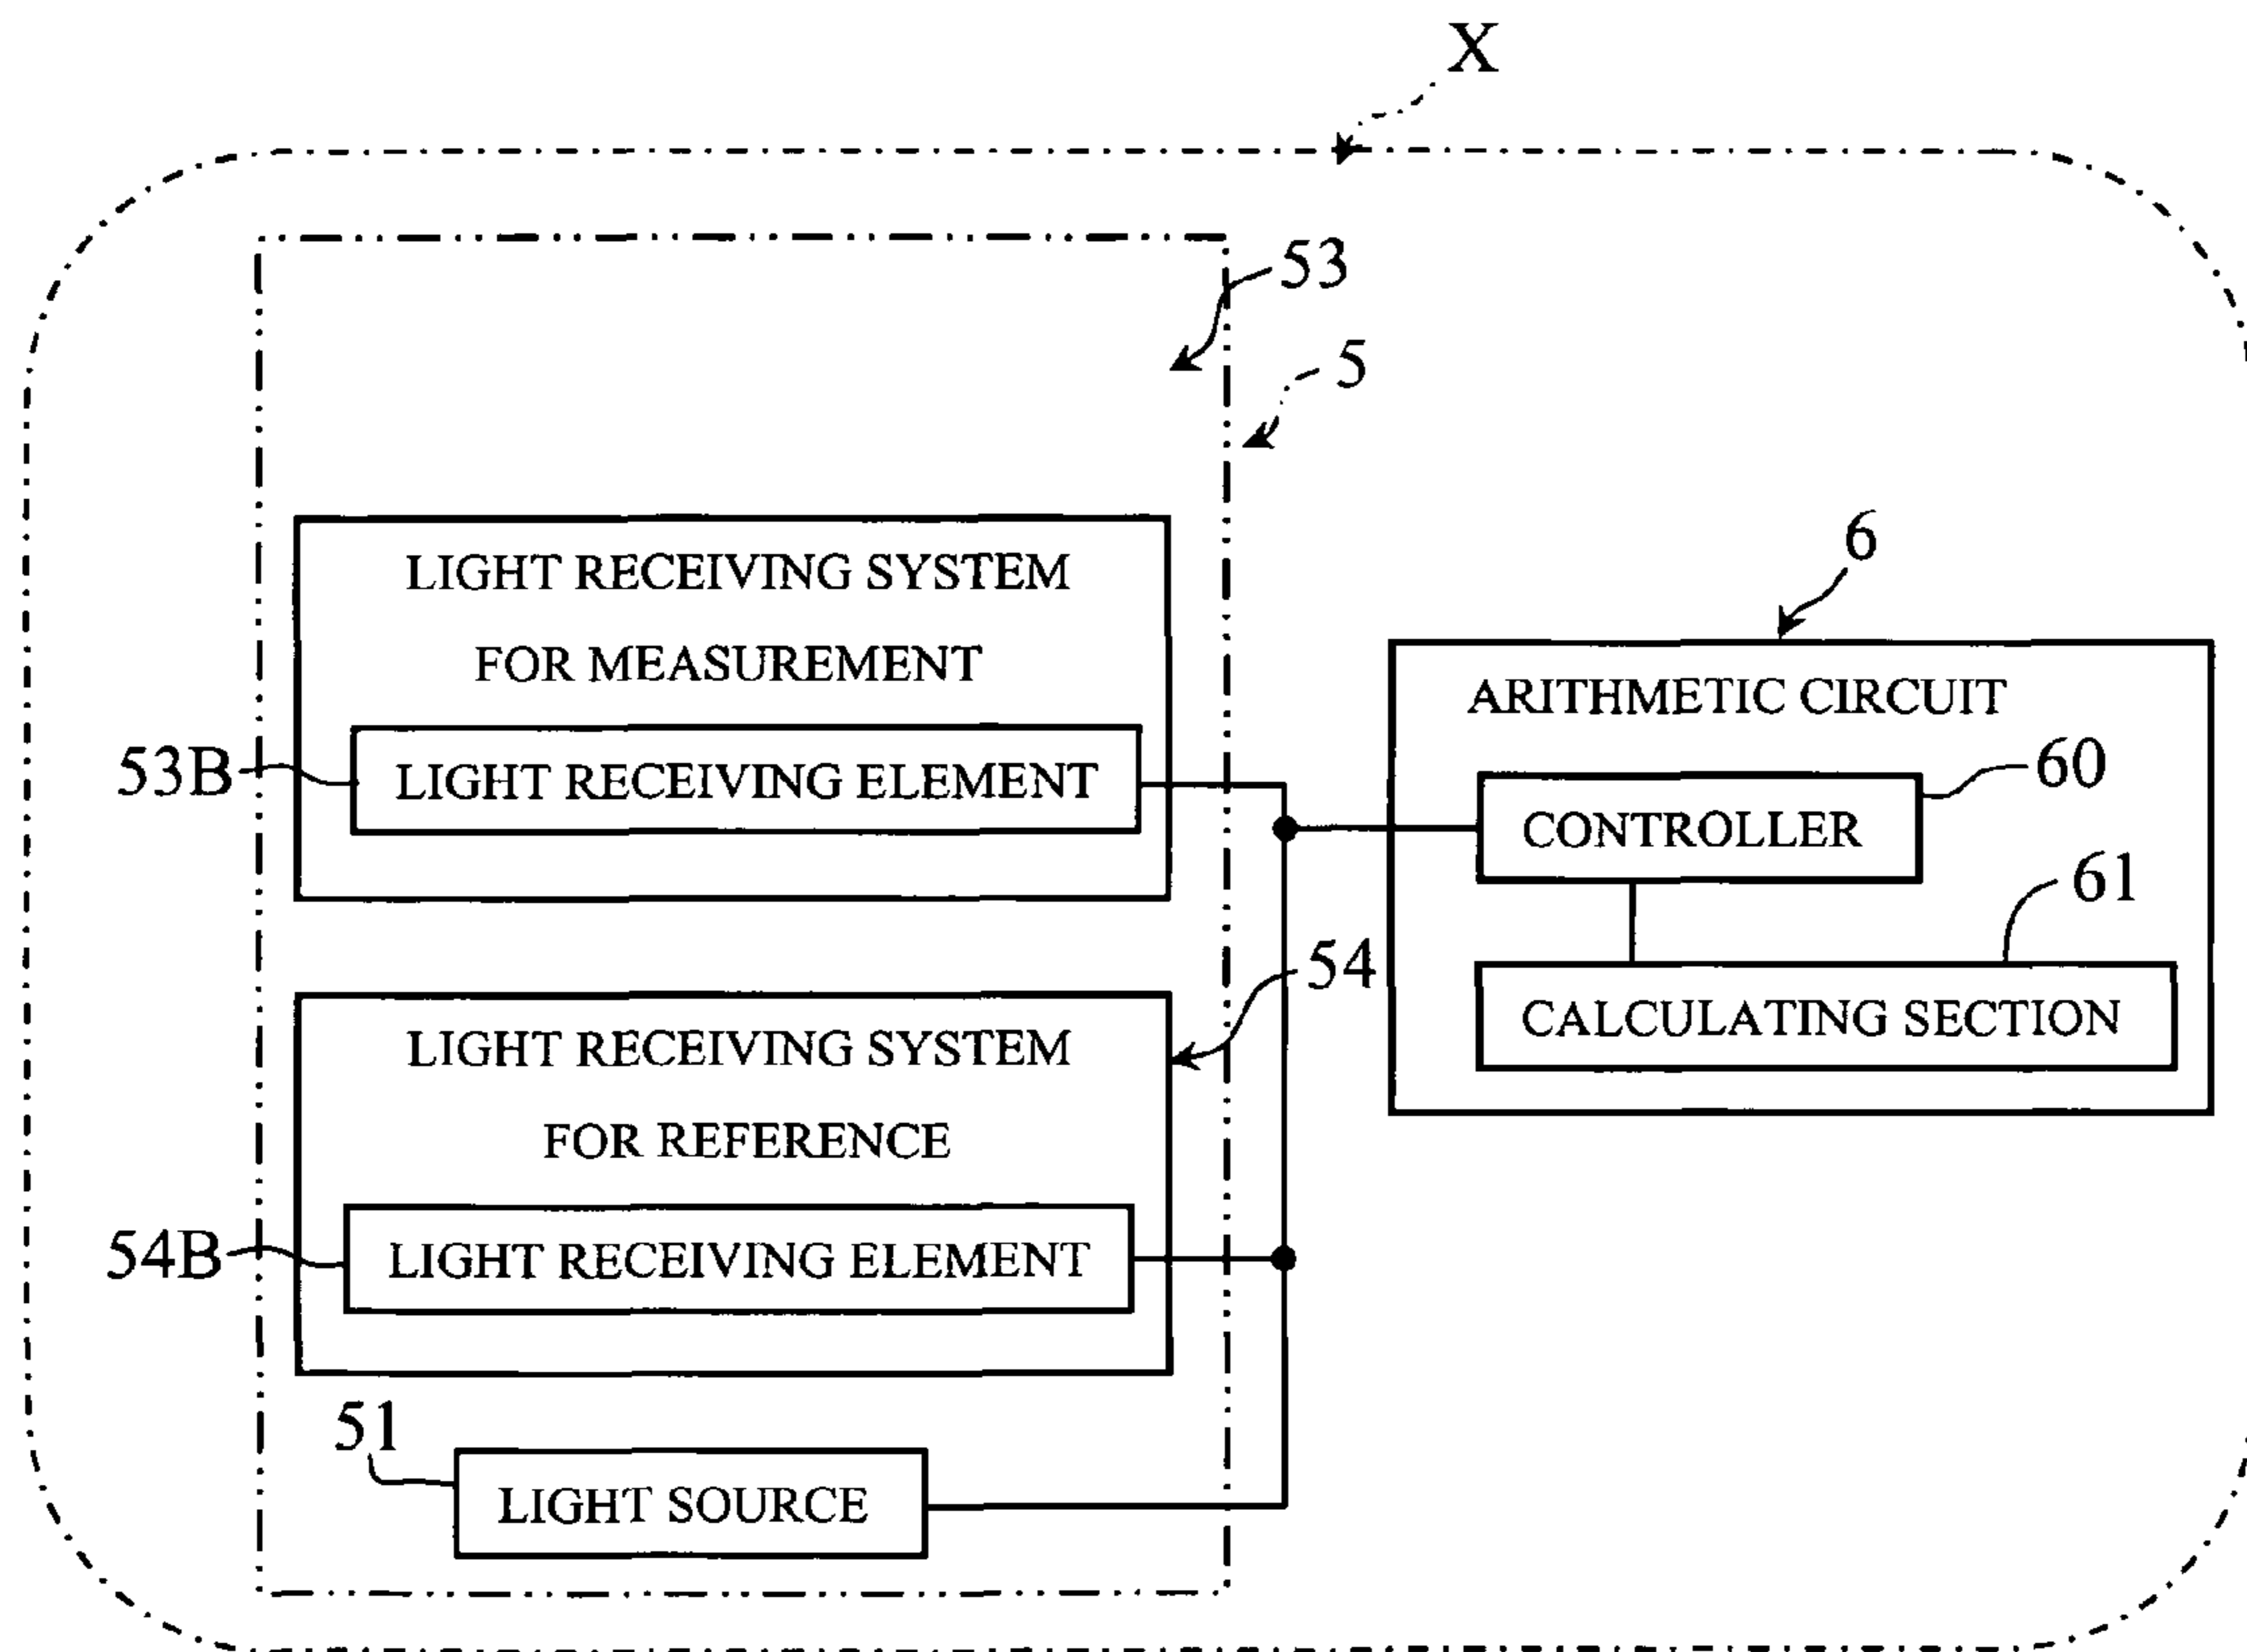 X
53
5
LIGHT RECEIVING SYSTEM
FOR MEASUREMENT
53B
LIGHT RECEIVING ELEMENT
6
ARITHMETIC CIRCUIT
60
CONTROLLER
61
CALCULATING SECTION
54
LIGHT RECEIVING SYSTEM
FOR REFERENCE
54B
LIGHT RECEIVING ELEMENT
51
LIGHT SOURCE